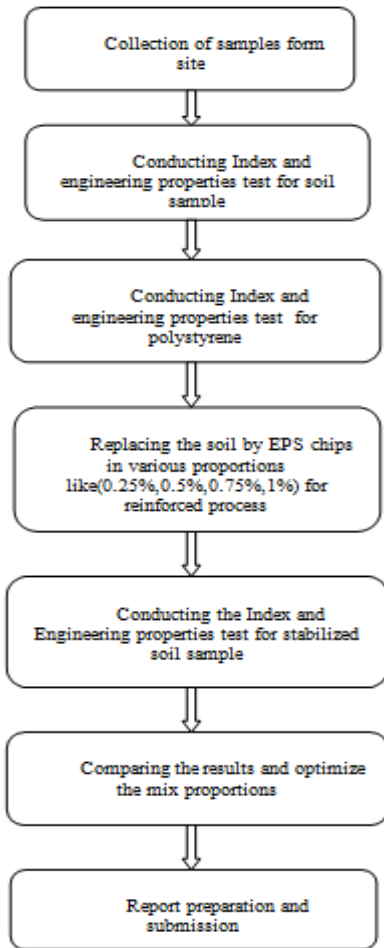 Collection of samples form
site
Conducting Index and
engineering properties test for soil
sample
Conducting Index and
engineering properties test for
polystyrene
Replacing the soil by EPS chips
in various proportions
like(0.25%,0.5%,0.75%,1%) for
reinforced process
Conducting the Index and
Engineering properties test for stabilized
soil sample
Comparing the results and optimize
the mix proportions
Report preparation and
submission